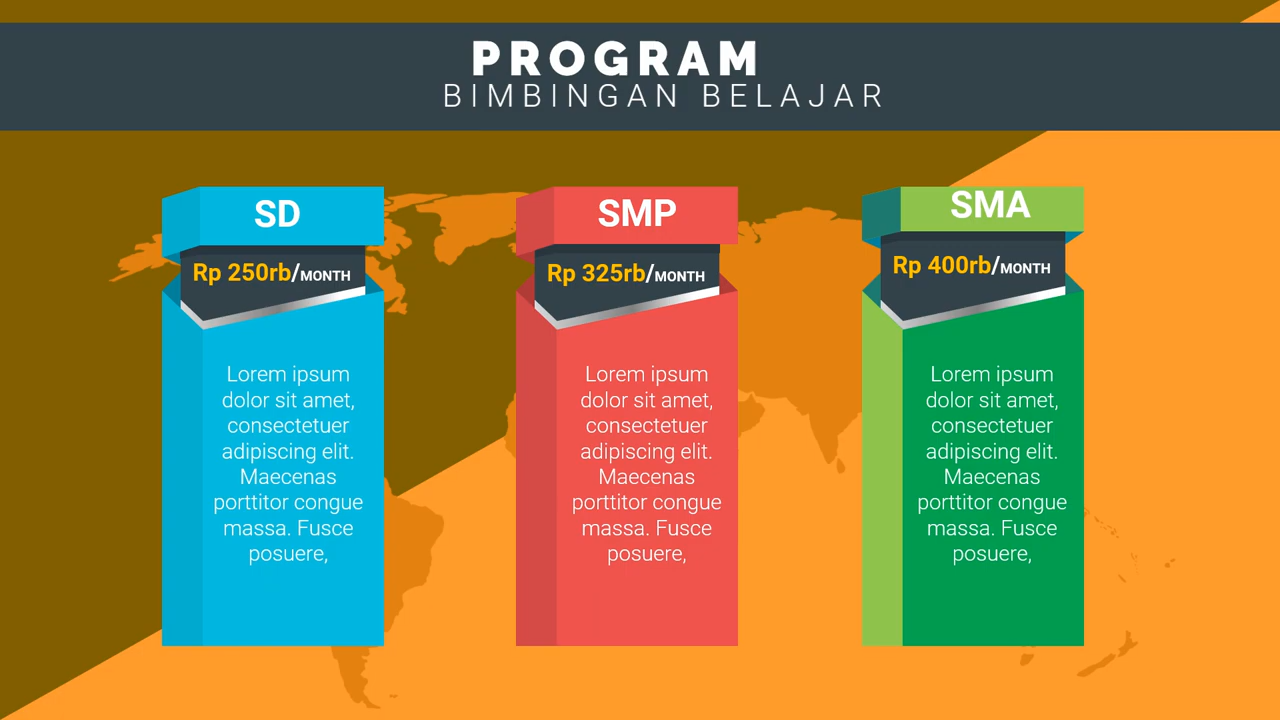 PROGRAM
BIMBINGAN BELAJAR
SD
Rp 250rb/MONTH
Lorem ipsum
dolor sit amet,
consectetuer
adipiscing elit.
Maecenas
porttitor congue
massa. Fusce
posuere,
SMP
Rp 325rb/MONTH
Lorem ipsum
dolor sit amet,
consectetuer
adipiscing elit.
Maecenas
porttitor congue
massa. Fusce
posuere,
SMA
Rp 400rb/MONTH
Lorem ipsum
dolor sit amet,
consectetuer
adipiscing elit.
Maecenas
porttitor congue
massa. Fusce
posuere,